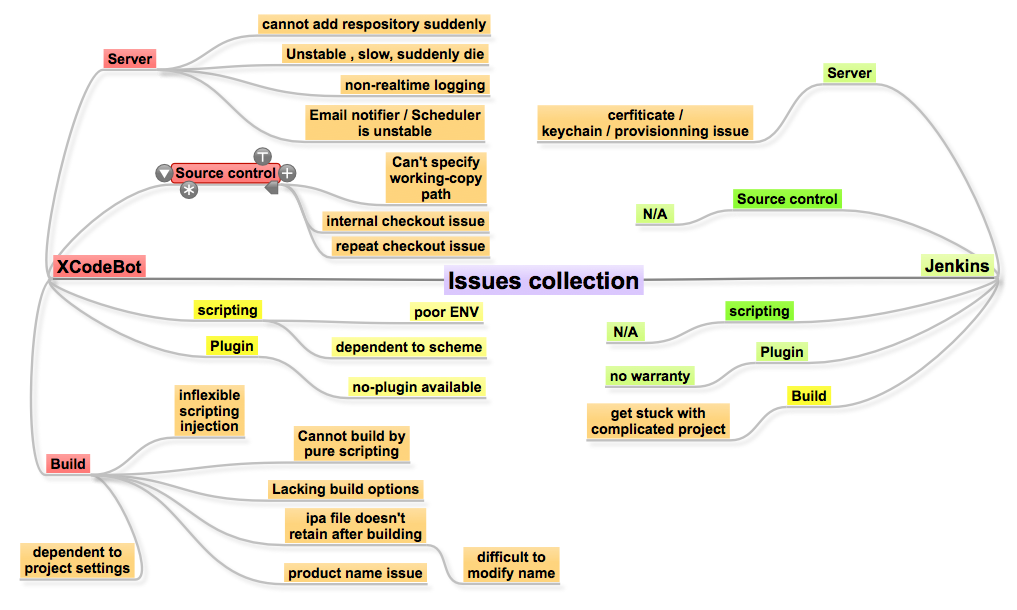 cannot add respository suddenly
Server
Unstable , slow, suddenly die
non-realtime logging
Email notifier / Scheduler
is unstable
Source control
Can't specify
working-copy
path
internal checkout issue
repeat checkout issue
XCodeBot
Issues collection
scripting
poor ENV
dependent to scheme
Plugin
no-plugin available
Build
inflexible
scripting
injection
Cannot build by
pure scripting
Lacking build options
ipa file doesn't
retain after building
difficult to
modify name
product name issue
dependent to
project settings
Jenkins
Server
cerfiticate /
keychain / provisionning issue
Source control
N/A
scripting
N/A
Plugin
no warranty
Build
get stuck with
complicated project